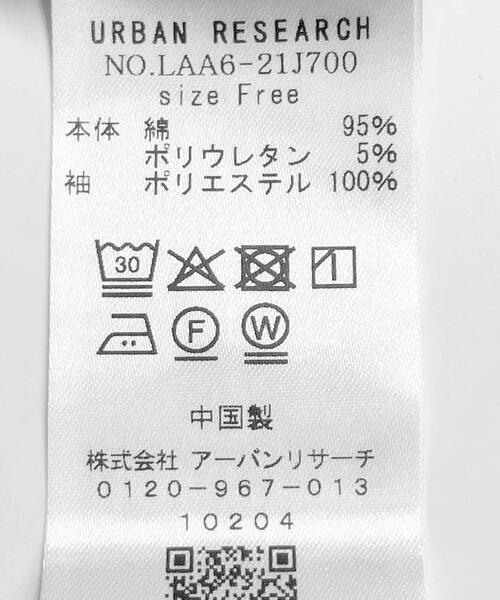 URBAN RESEARCH
NO.LAA6-21J700
size Free
本体 綿 95%
ポリウレタン 5%
袖 ポリエステル 100%
30
F W
中国製
株式会社 アーバンリサーチ
0120-967-013
10204